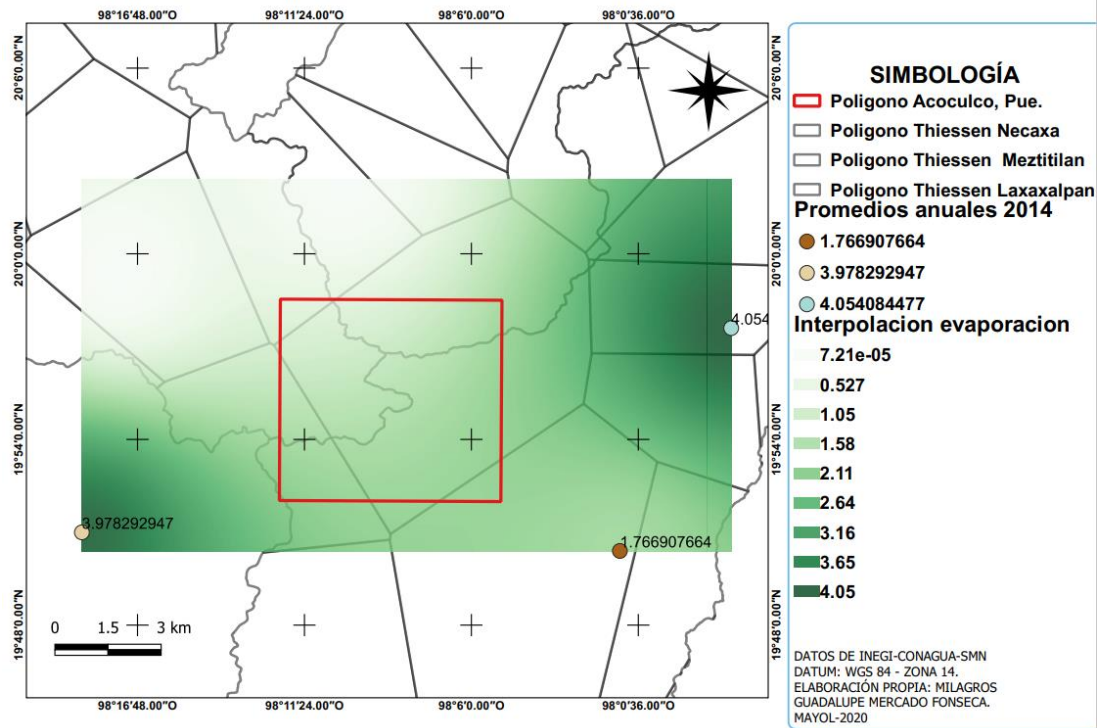 98°16'48.00"O
98°11'24.00"O
98°6'0.00"O
98°0'36.00"O
20°6'0.00"N
20°6'0.00"N
20°0'0.00"N
20°0'0.00"N
19°54'0.00"N
19°54'0.00"N
19°48'0.00"N
19°48'0.00"N
4.054
3.978292947
1.766907664
0 1.5 3 km
98°16'48.00"O
98°11'24.00"O
98°6'0.00"O
98°0'36.00"O
SIMBOLOGÍA
Poligono Acoculco, Pue.
Poligono Thiessen Necaxa
Poligono Thiessen Meztitilan
Poligono Thiessen Laxaxalpan
Promedios anuales 2014
1.766907664
3.978292947
4.054084477
Interpolacion evaporacion
7.21e-05
0.527
1.05
1.58
2.11
2.64
3.16
3.65
4.05
DATOS DE INEGI-CONAGUA-SMN
DATUM: WGS 84 - ZONA 14.
ELABORACIÓN PROPIA: MILAGROS
GUADALUPE MERCADO FONSECA.
MAYOL-2020